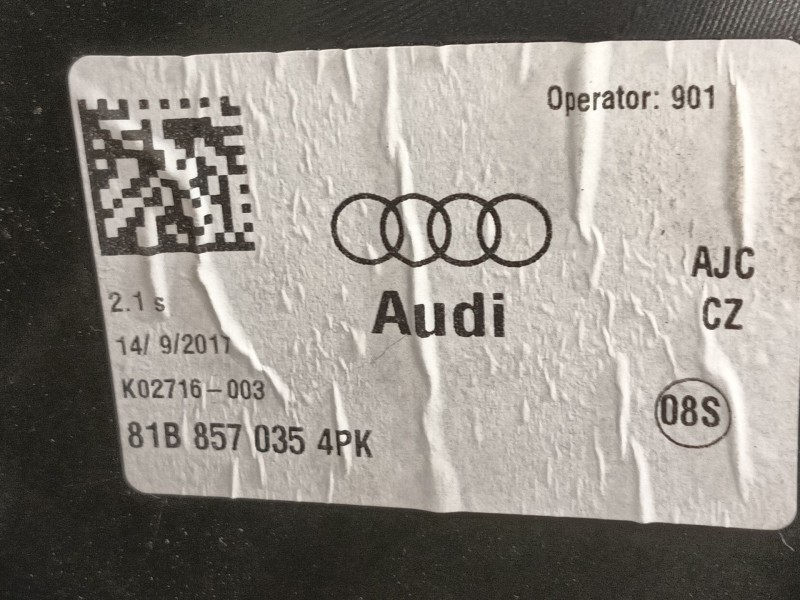 Operator: 901
Audi
AJC
CZ
2.1 s
14/ 9/2017
K02716-003
08S
81B 857 035 4PK